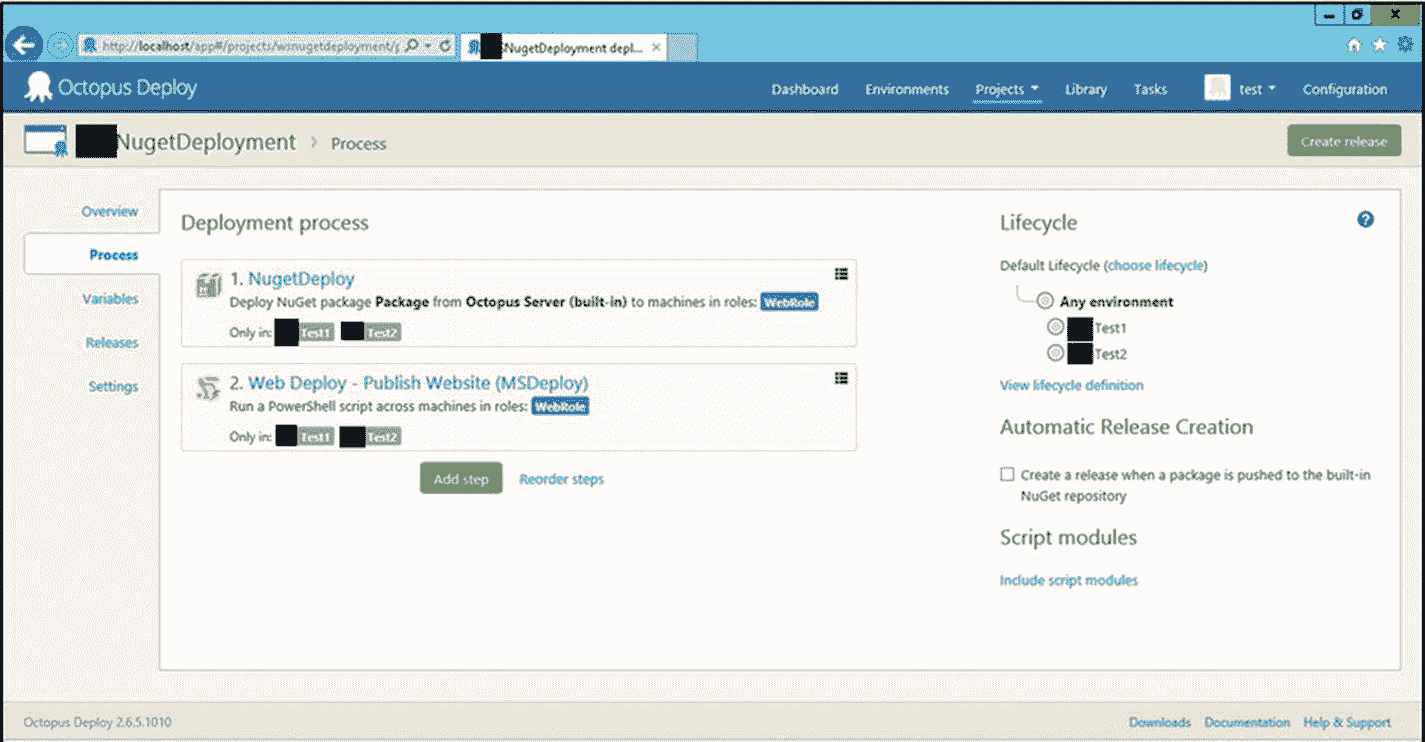 http://localhost/app#/projects/wsnugetdeployment/p
NugetDeployment depl...
Octopus Deploy
Dashboard Environments Projects Library Tasks test Configuration
NugetDeployment > Process
Create release
Overview
Process
Variables
Releases
Settings
Deployment process
1. NugetDeploy
Deploy NuGet package Package from Octopus Server (built-in) to machines in roles: WebRole
Only in: Test1 Test2
2. Web Deploy - Publish Website (MSDeploy)
Run a PowerShell script across machines in roles: WebRole
Only in: Test1 Test2
Add step Reorder steps
Lifecycle
Default Lifecycle (choose lifecycle)
Any environment
Test1
Test2
View lifecycle definition
Automatic Release Creation
Create a release when a package is pushed to the built-in
NuGet repository
Script modules
Include script modules
Octopus Deploy 2.6.5.1010
Downloads Documentation Help & Support